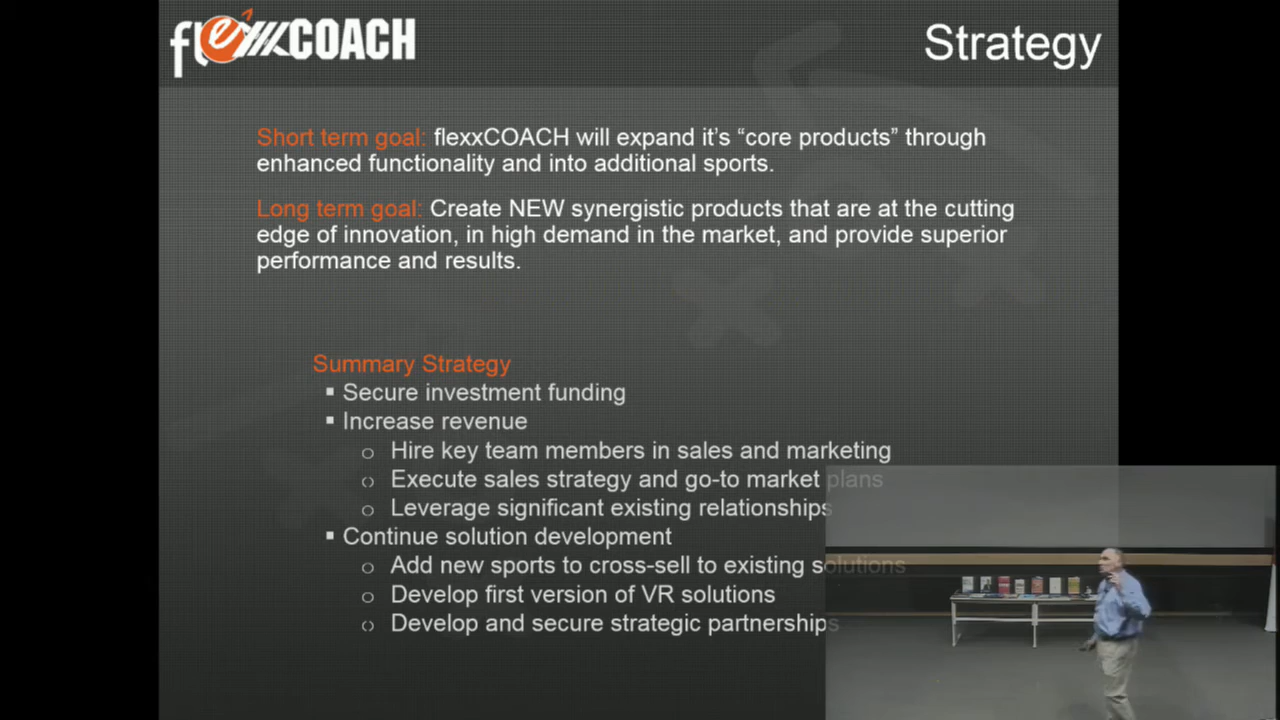 flexxCOACH
Strategy
Short term goal: flexxCOACH will expand it's “core products” through
enhanced functionality and into additional sports.
Long term goal: Create NEW synergistic products that are at the cutting
edge of innovation, in high demand in the market, and provide superior
performance and results.
Summary Strategy
▪ Secure investment funding
▪ Increase revenue
o Hire key team members in sales and marketing
o Execute sales strategy and go-to market plans
o Leverage significant existing relationships
▪ Continue solution development
o Add new sports to cross-sell to existing solutions
o Develop first version of VR solutions
o Develop and secure strategic partnerships